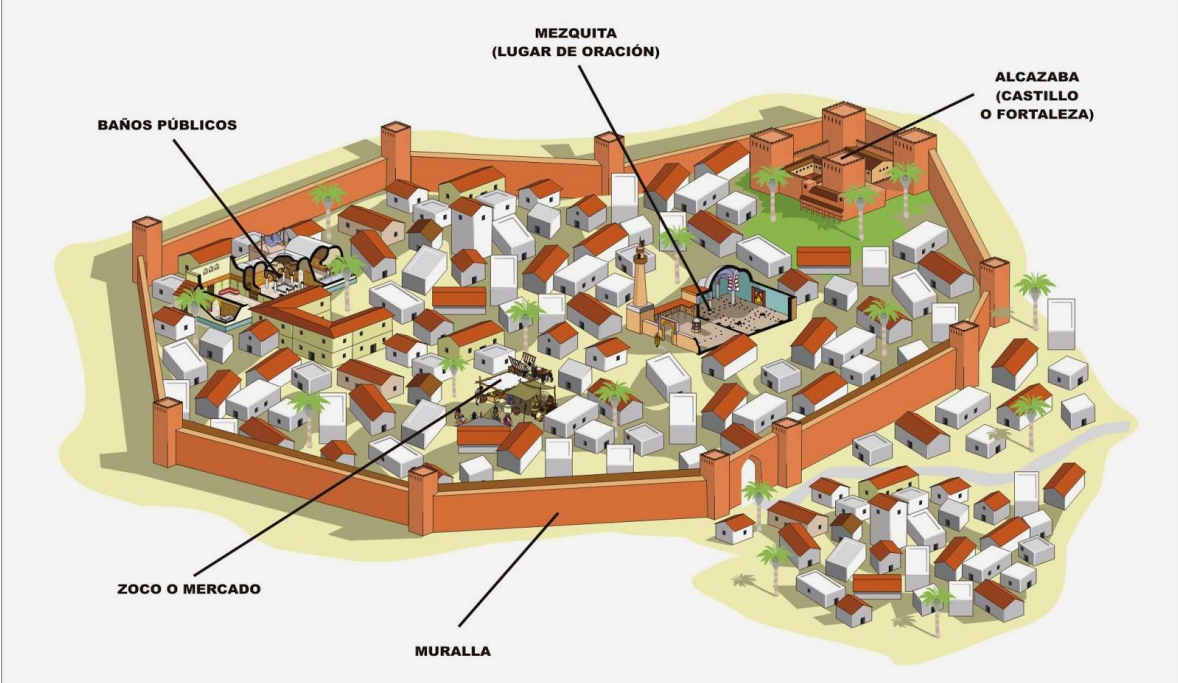 MEZQUITA
(LUGAR DE ORACIÓN)
ALCAZABA
(CASTILLO
O FORTALEZA)
BAÑOS PÚBLICOS
ZOCO O MERCADO
MURALLA